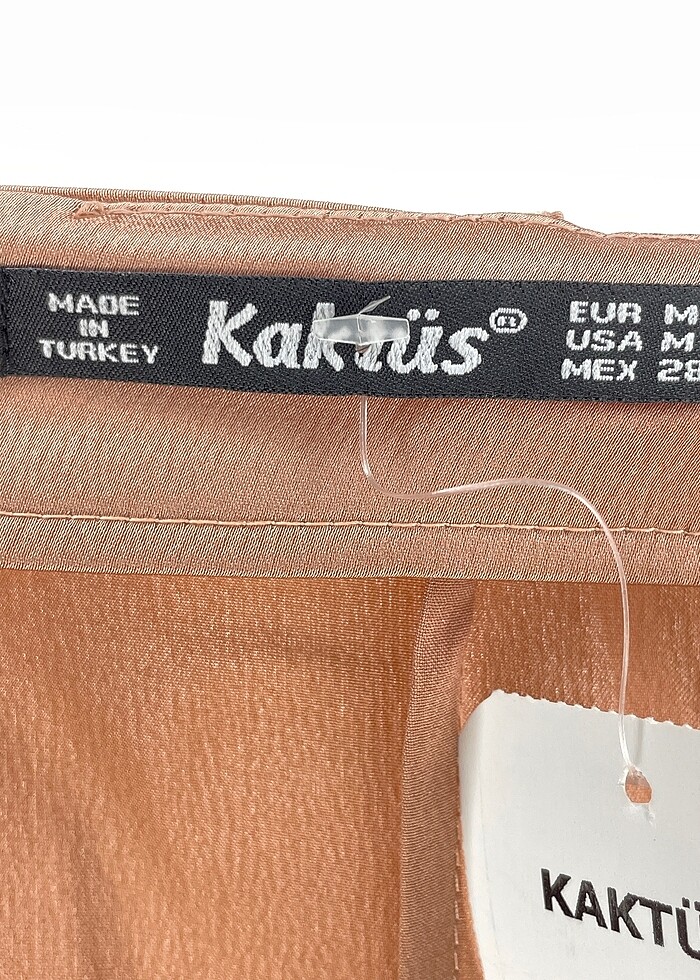 MADE
IN
TURKEY
Kaktüs®
EUR M
USA M
MEX 28
KAKTÜ